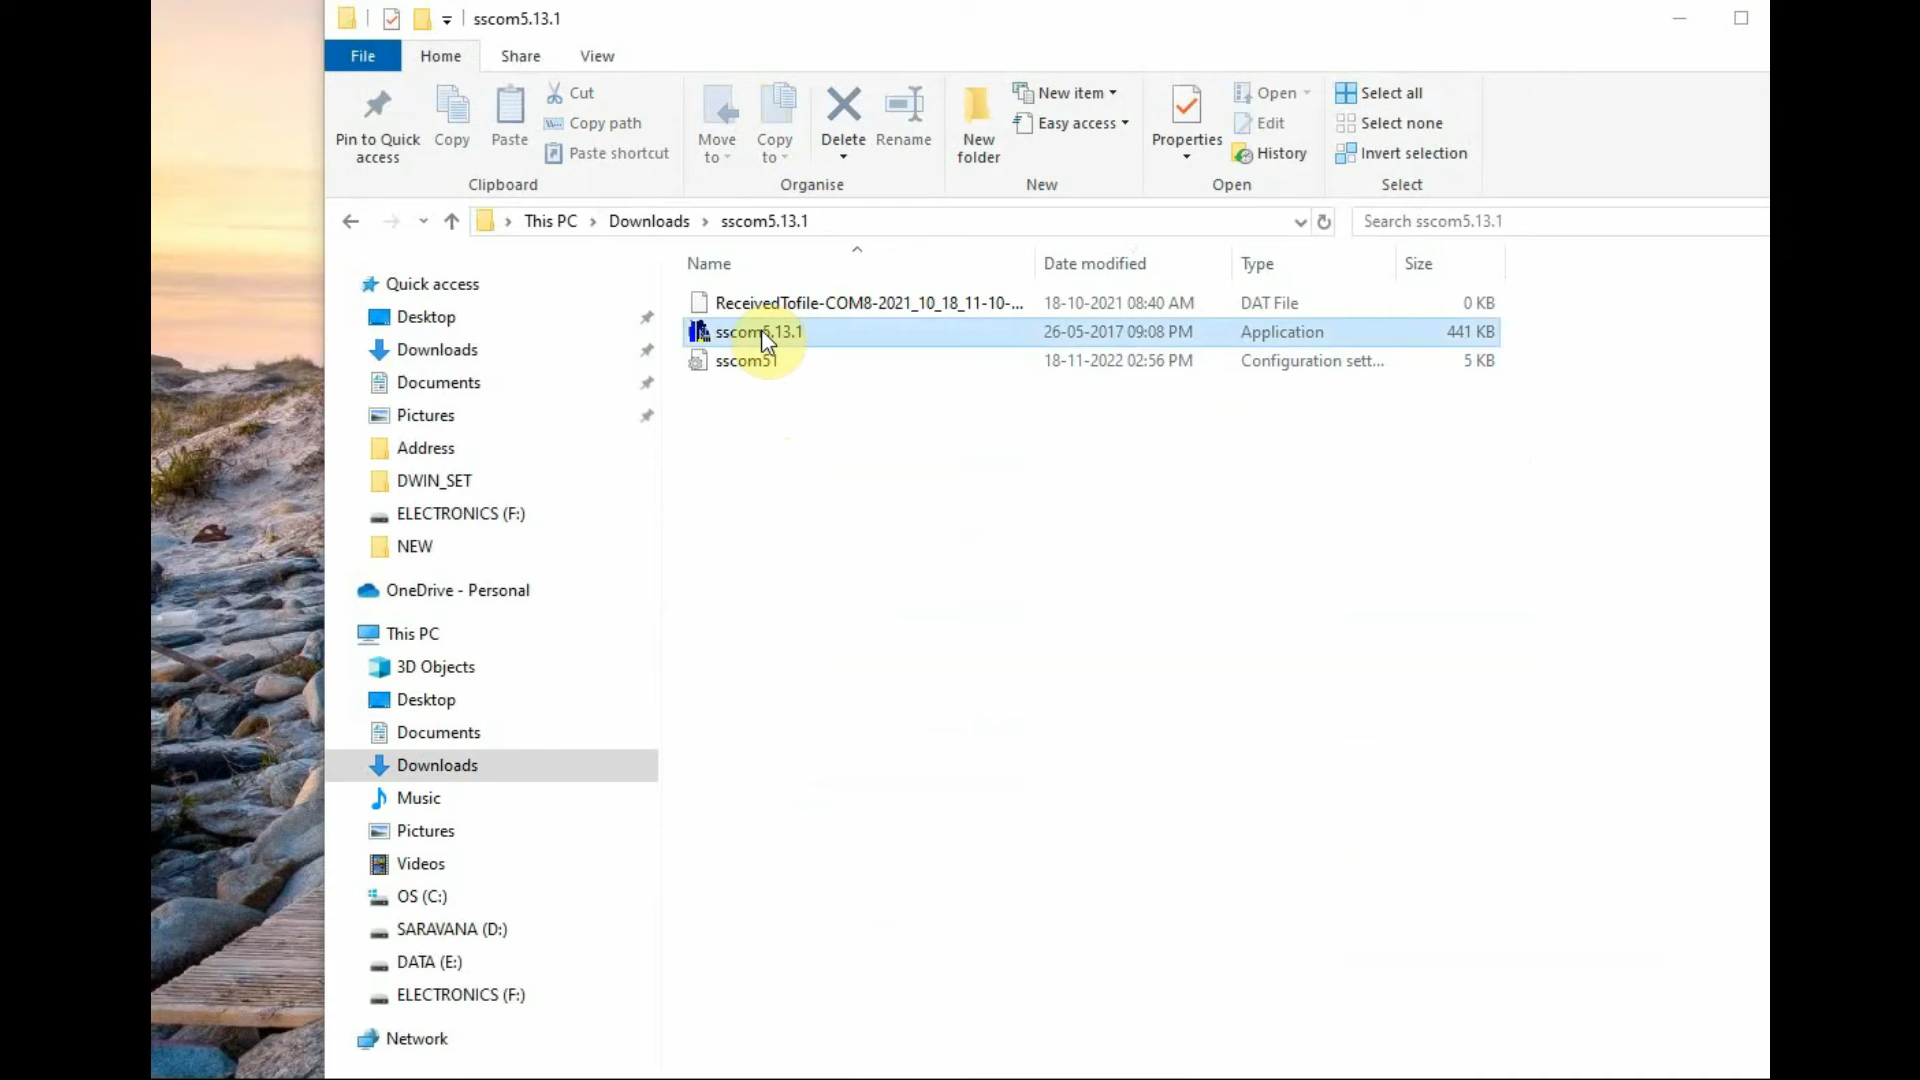 sscom5.13.1
File
Home
Share
View
Pin to Quick
access
Copy
Paste
Cut
Copy path
Paste shortcut
Clipboard
Move
to
Copy
to
Delete
Rename
Organise
New
folder
New item
Easy access
New
Properties
Open
Edit
History
Open
Select all
Select none
Invert selection
Select
This PC
Downloads
sscom5.13.1
Search sscom5.13.1
Name
Date modified
Type
Size
ReceivedTofile-COM8-2021_10_18_11-10-... 18-10-2021 08:40 AM DAT File 0 KB
sscom5.13.1 26-05-2017 09:08 PM Application 441 KB
sscom51 18-11-2022 02:56 PM Configuration sett... 5 KB
Quick access
Desktop
Downloads
Documents
Pictures
Address
DWIN_SET
ELECTRONICS (F:)
NEW
OneDrive - Personal
This PC
3D Objects
Desktop
Documents
Downloads
Music
Pictures
Videos
OS (C:)
SARAVANA (D:)
DATA (E:)
ELECTRONICS (F:)
Network